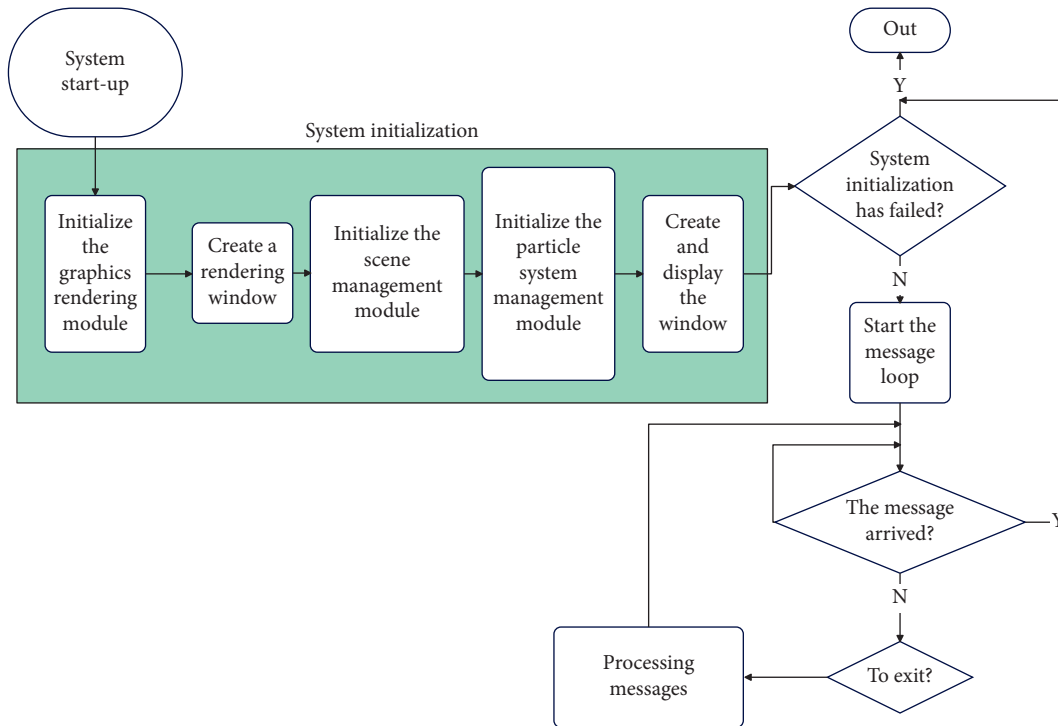 System
start-up
System initialization
Initialize
the
graphics
rendering
module
Create a
rendering
window
Initialize the
scene
management
module
Initialize the
particle
system
management
module
Create
and
display
the
window
Out
Y
System
initialization
has failed?
N
Start the
message
loop
The message
arrived?
Y
N
To exit?
Processing
messages